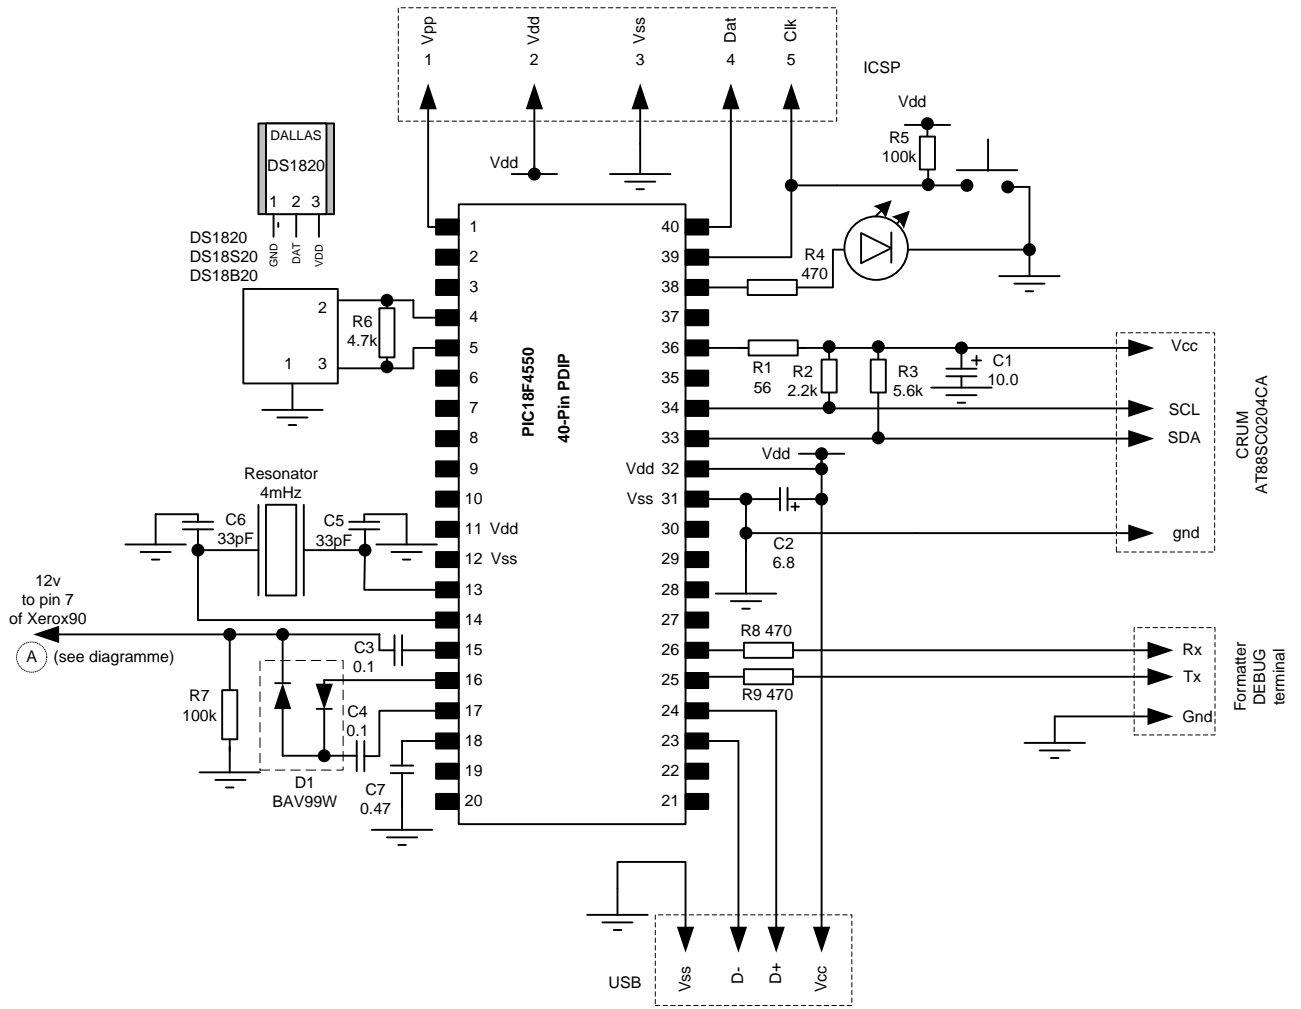 Vpp
Vdd
Vss
Dat
Clk
1
2
3
4
5
ICSP
Vdd
R5
100k
Vdd
DALLAS
DS1820
1 2 3
GND
DAT
VDD
DS1820
DS18S20
DS18B20
2
1 3
R6
4.7k
R4
470
PIC18F4550
40-Pin PDIP
1
2
3
4
5
6
7
8
9
10
11 Vdd
12 Vss
13
14
15
16
17
18
19
20
40
39
38
37
36
35
34
33
Vdd 32
Vss 31
30
29
28
27
26
25
24
23
22
21
R1
56
R2
2.2k
R3
5.6k
+ C1
10.0
Vcc
SCL
SDA
gnd
CRUM
AT88SC0204CA
Vdd
+
C2
6.8
Resonator
4mHz
C6
33pF
C5
33pF
12v
to pin 7
of Xerox90
A (see diagramme)
R7
100k
C3
0.1
C4
0.1
D1
BAV99W
C7
0.47
R8 470
R9 470
Rx
Tx
Gnd
Formatter
DEBUG
terminal
USB
Vss
D-
D+
Vcc